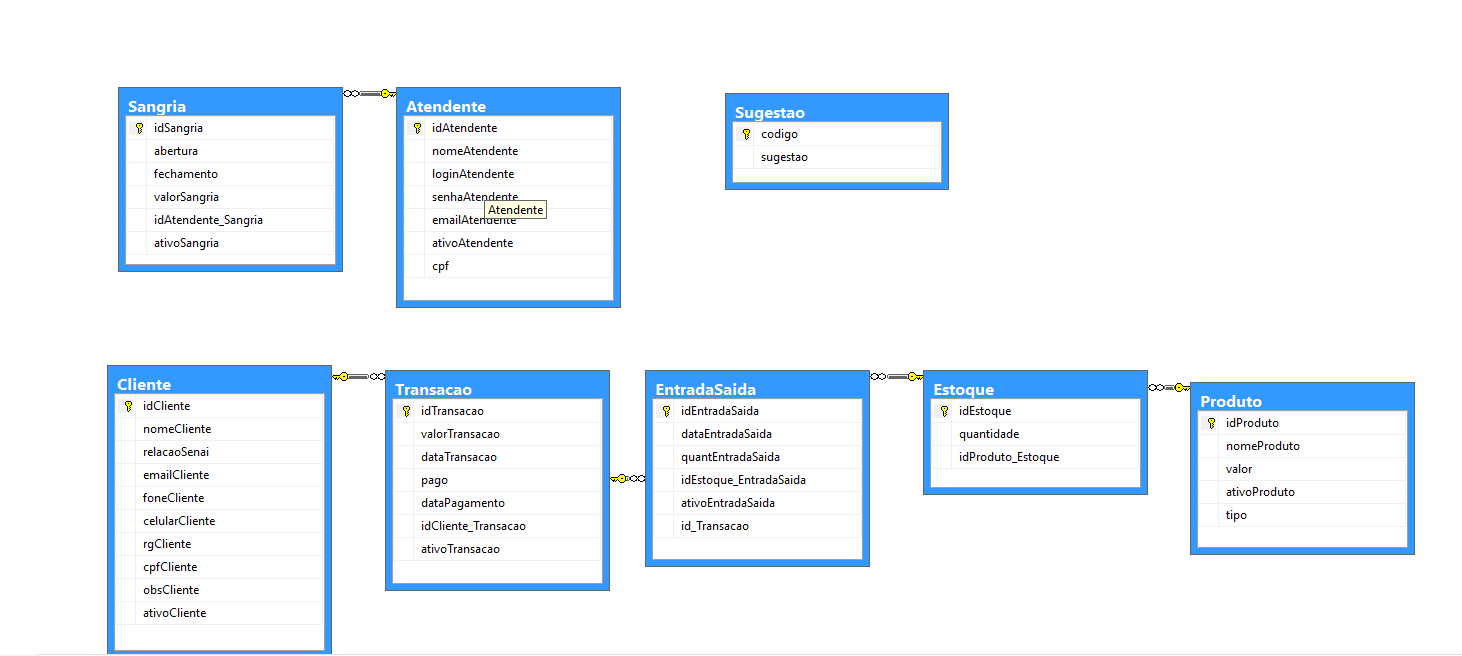 Sangria
idSangria
abertura
fechamento
valorSangria
idAtendente_Sangria
ativoSangria
Atendente
idAtendente
nomeAtendente
loginAtendente
senhaAtendente
Atendente
emailAtendente
ativoAtendente
cpf
Sugestao
codigo
sugestao
Cliente
idCliente
nomeCliente
relacaoSenai
emailCliente
foneCliente
celularCliente
rgCliente
cpfCliente
obsCliente
ativoCliente
Transacao
idTransacao
valorTransacao
dataTransacao
pago
dataPagamento
idCliente_Transacao
ativoTransacao
EntradaSaida
idEntradaSaida
dataEntradaSaida
quantEntradaSaida
idEstoque_EntradaSaida
ativoEntradaSaida
id_Transacao
Estoque
idEstoque
quantidade
idProduto_Estoque
Produto
idProduto
nomeProduto
valor
ativoProduto
tipo